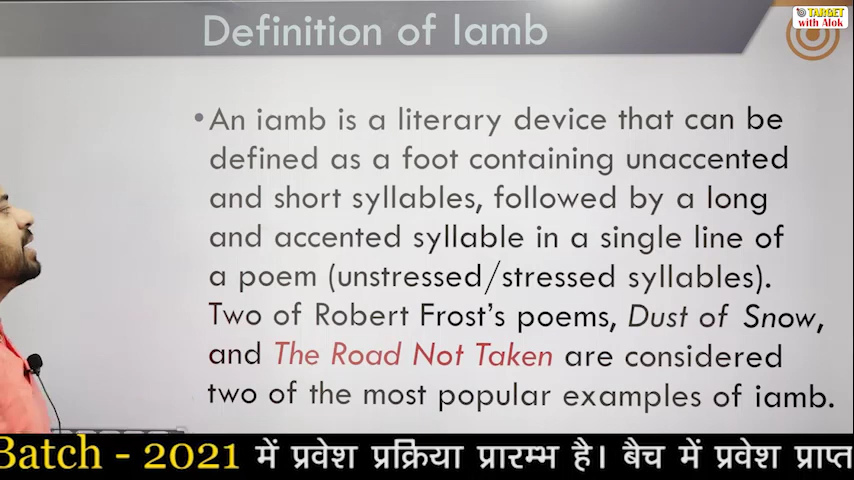 Definition of Iamb
TARGET
with Alok
•An iamb is a literary device that can be
defined as a foot containing unaccented
and short syllables, followed by a long
and accented syllable in a single line of
a poem (unstressed/stressed syllables).
Two of Robert Frost's poems, Dust of Snow,
and The Road Not Taken are considered
two of the most popular examples of iamb.
Batch - 2021 में प्रवेश प्रक्रिया प्रारम्भ है। बैच में प्रवेश प्राप्त